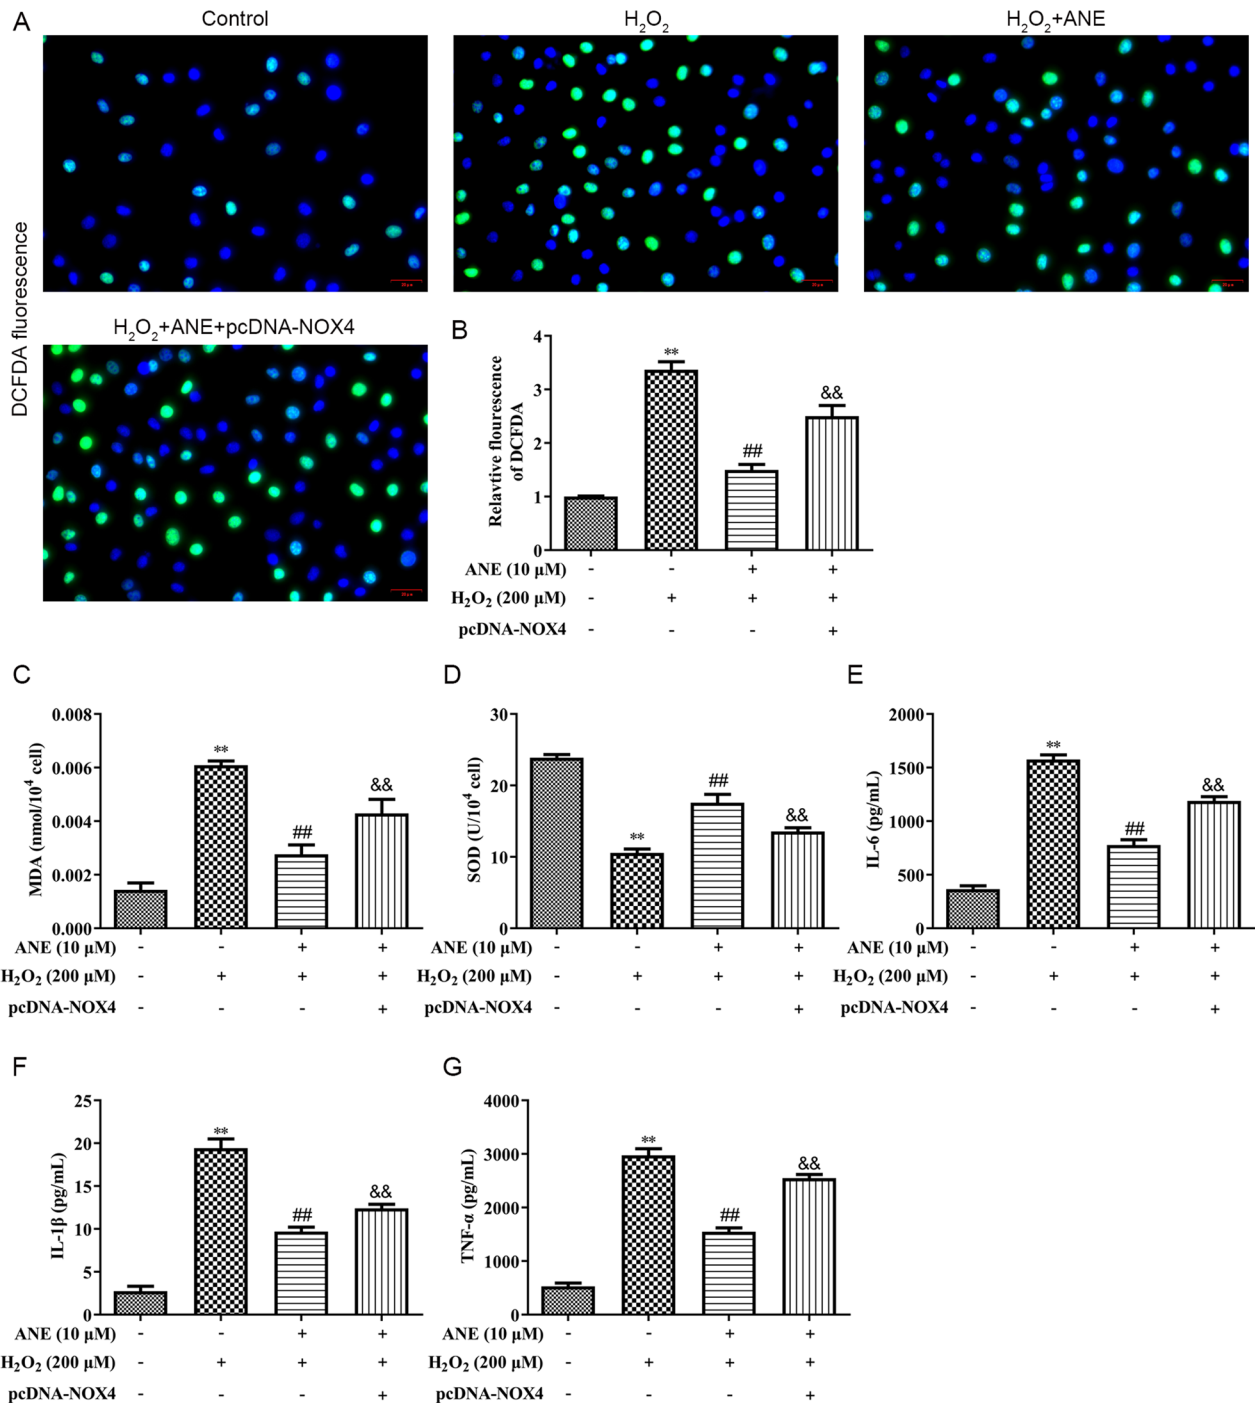 A
Control
H₂O₂
H₂O₂+ANE
DCFDA fluorescence
H₂O₂+ANE+pcDNA-NOX4
B
Relavtive flourescence
of DCFDA
4
3
2
1
0
**
##
&&
ANE (10 μM) - - + +
H₂O₂ (200 μM) - + + +
pcDNA-NOX4 - - - +
C
MDA (nmol/10⁴ cell)
0.008
0.006
0.004
0.002
0.000
**
##
&&
ANE (10 μM) - - + +
H₂O₂ (200 μM) - + + +
pcDNA-NOX4 - - - +
D
SOD (U/10⁴ cell)
30
20
10
0
**
##
&&
ANE (10 μM) - - + +
H₂O₂ (200 μM) - + + +
pcDNA-NOX4 - - - +
E
IL-6 (pg/mL)
2000
1500
1000
500
0
**
##
&&
ANE (10 μM) - - + +
H₂O₂ (200 μM) - + + +
pcDNA-NOX4 - - - +
F
IL-1β (pg/mL)
25
20
15
10
5
0
**
##
&&
ANE (10 μM) - - + +
H₂O₂ (200 μM) - + + +
pcDNA-NOX4 - - - +
G
TNF-α (pg/mL)
4000
3000
2000
1000
0
**
##
&&
ANE (10 μM) - - + +
H₂O₂ (200 μM) - + + +
pcDNA-NOX4 - - - +